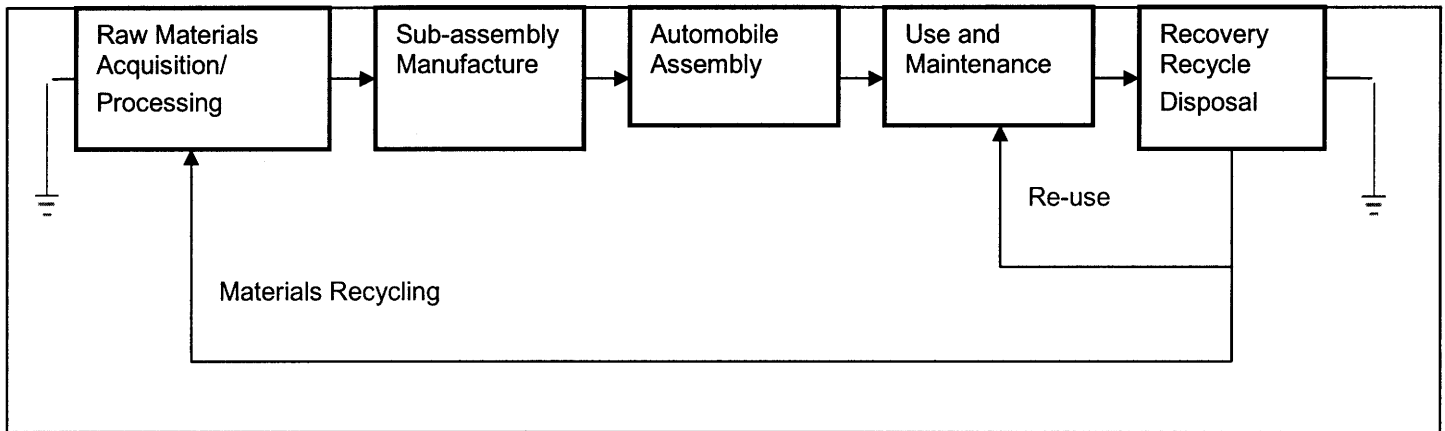 Raw Materials
Acquisition/
Processing
Sub-assembly
Manufacture
Automobile
Assembly
Use and
Maintenance
Recovery
Recycle
Disposal
Re-use
Materials Recycling